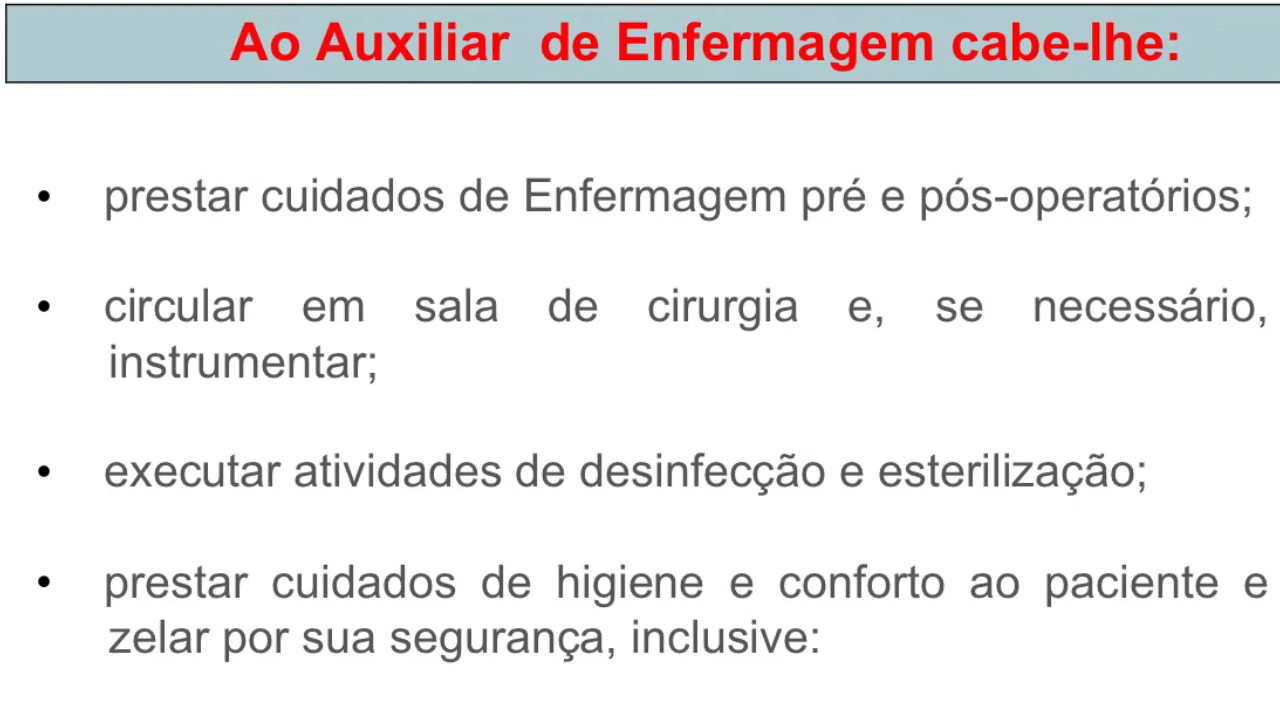 Ao Auxiliar de Enfermagem cabe-lhe:
• prestar cuidados de Enfermagem pré e pós-operatórios;
• circular em sala de cirurgia e, se necessário,
instrumentar;
• executar atividades de desinfecção e esterilização;
• prestar cuidados de higiene e conforto ao paciente e
zelar por sua segurança, inclusive: